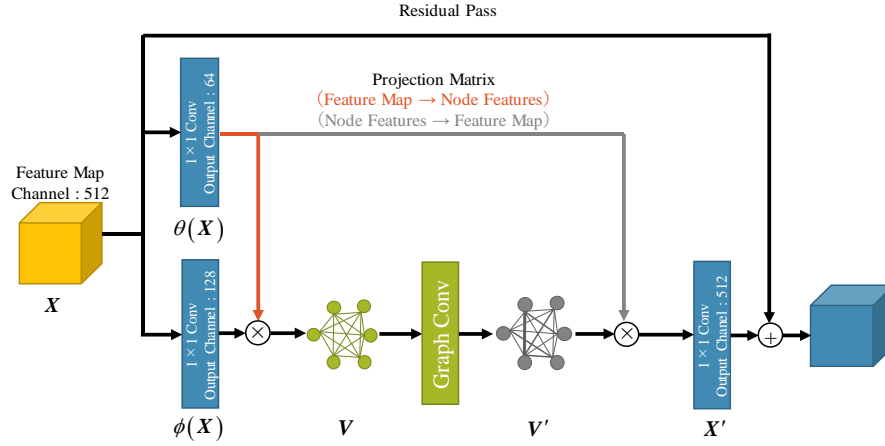 Residual Pass
Projection Matrix
(Feature Map → Node Features)
(Node Features → Feature Map)
1×1 Conv
Output Channel : 64
Feature Map
Channel : 512
θ(X)
X
1×1 Conv
Output Channel : 128
×
Graph Conv
×
1×1 Conv
Output Channel : 512
+
ϕ(X)
V
V'
X'